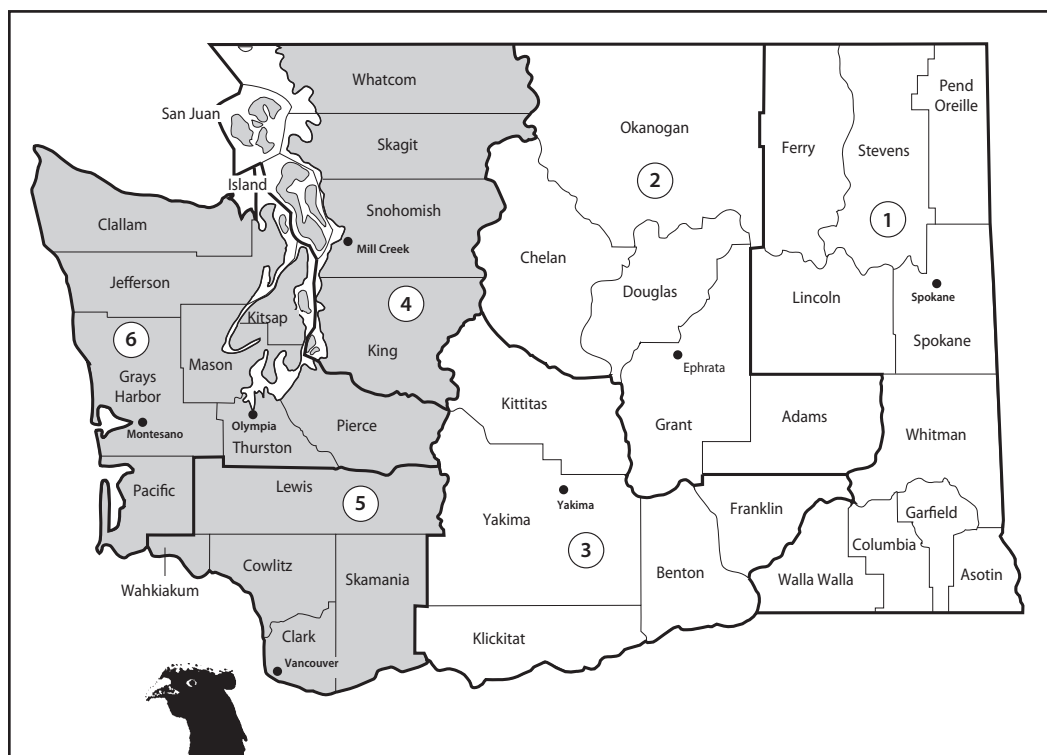 Whatcom
San Juan
Skagit
Island
Snohomish
Mill Creek
Clallam
Jefferson
Kitsap
4
King
6
Mason
Grays
Harbor
Montesano
Olympia
Thurston
Pierce
Pacific
Lewis
5
Wahkiakum
Cowlitz
Skamania
Clark
Vancouver
Okanogan
2
Chelan
Douglas
Ephrata
Grant
Adams
Kittitas
Yakima
Yakima
3
Benton
Klickitat
Franklin
Ferry
Stevens
Pend
Oreille
1
Lincoln
Spokane
Spokane
Whitman
Garfield
Columbia
Walla Walla
Asotin